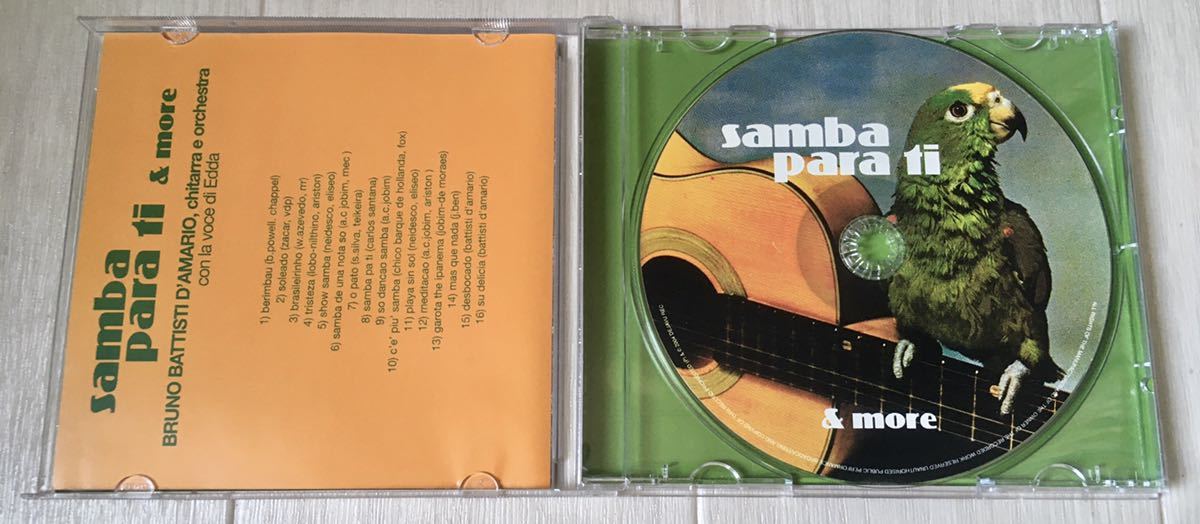 samba
para ti & more
BRUNO BATTISTI D'AMARIO, chitarra e orchestra
con la voce di Edda
1) berimbau (b.powell. chappel)
2) soleado (zacar, vdp)
3) brasileirinho (w.azevedo, rrr)
4) tristeza (lobo-nilthino, ariston)
5) show samba (neidesco, eliseo)
6) samba de una nota so (a.c jobim, mec )
7) o pato (s.silva, teikeira)
8) samba pa ti (carlos santana)
9) so dancao samba (a.c.jobim)
10) c'e' piu' samba (chico barque de hollanda, fox)
11) playa sin sol (neidesco, eliseo)
12) meditacao (a.c.jobim, ariston )
13) garota the ipanema (jobim-de moraes)
14) mas que nada (j.ben)
15) desbocado (battisti d'amario)
16) su delicia (battisti d'amario)
samba
para ti
& more